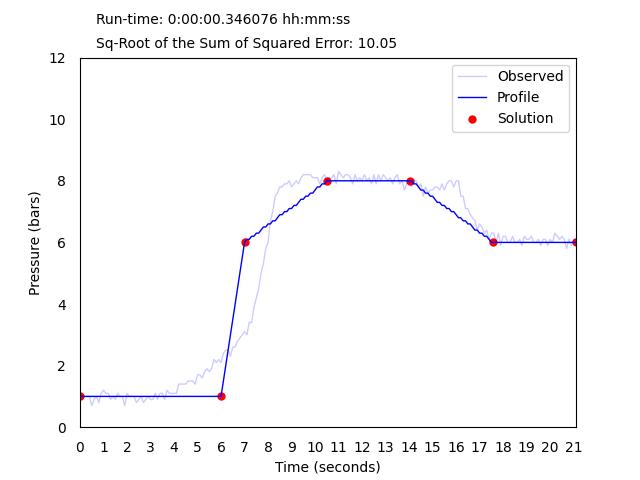 Run-time: 0:00:00.346076 hh:mm:ss
Sq-Root of the Sum of Squared Error: 10.05
12
10
8
6
4
2
0
Pressure (bars)
Observed
Profile
Solution
0 1 2 3 4 5 6 7 8 9 10 11 12 13 14 15 16 17 18 19 20 21
Time (seconds)